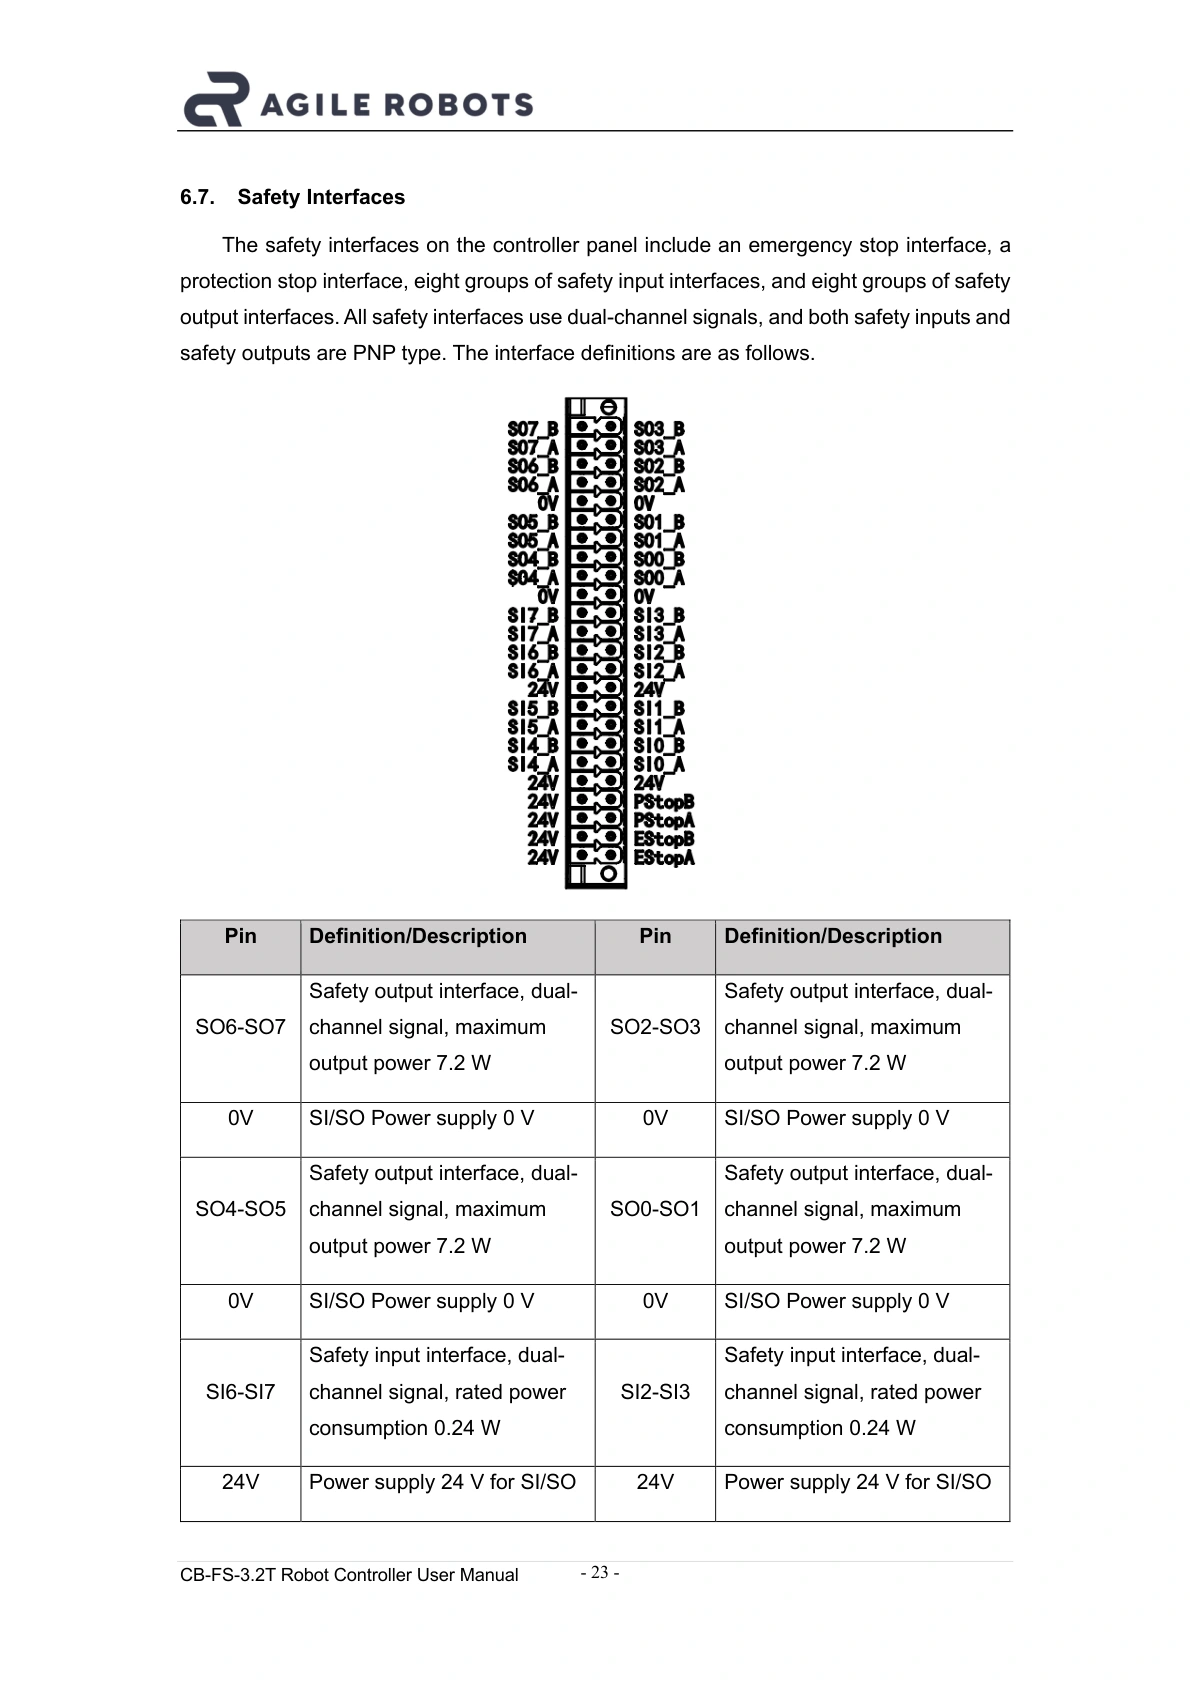 AGILE ROBOTS
6.7. Safety Interfaces
The safety interfaces on the controller panel include an emergency stop interface, a
protection stop interface, eight groups of safety input interfaces, and eight groups of safety
output interfaces. All safety interfaces use dual-channel signals, and both safety inputs and
safety outputs are PNP type. The interface definitions are as follows.
SO7_B SO3_B
SO7_A SO3_A
SO6_B SO2_B
SO6_A SO2_A
0V 0V
SO5_B SO1_B
SO5_A SO1_A
SO4_B SO0_B
SO4_A SO0_A
0V 0V
SI7_B SI3_B
SI7_A SI3_A
SI6_B SI2_B
SI6_A SI2_A
24V 24V
SI5_B SI1_B
SI5_A SI1_A
SI4_B SI0_B
SI4_A SI0_A
24V 24V
24V PStopB
24V PStopA
24V EStopB
24V EStopA
Pin Definition/Description Pin Definition/Description
Safety output interface, dual- Safety output interface, dual-
SO6-SO7 channel signal, maximum SO2-SO3 channel signal, maximum
output power 7.2 W output power 7.2 W
0V SI/SO Power supply 0 V 0V SI/SO Power supply 0 V
Safety output interface, dual- Safety output interface, dual-
SO4-SO5 channel signal, maximum SO0-SO1 channel signal, maximum
output power 7.2 W output power 7.2 W
0V SI/SO Power supply 0 V 0V SI/SO Power supply 0 V
Safety input interface, dual- Safety input interface, dual-
SI6-SI7 channel signal, rated power SI2-SI3 channel signal, rated power
consumption 0.24 W consumption 0.24 W
24V Power supply 24 V for SI/SO 24V Power supply 24 V for SI/SO
CB-FS-3.2T Robot Controller User Manual - 23 -